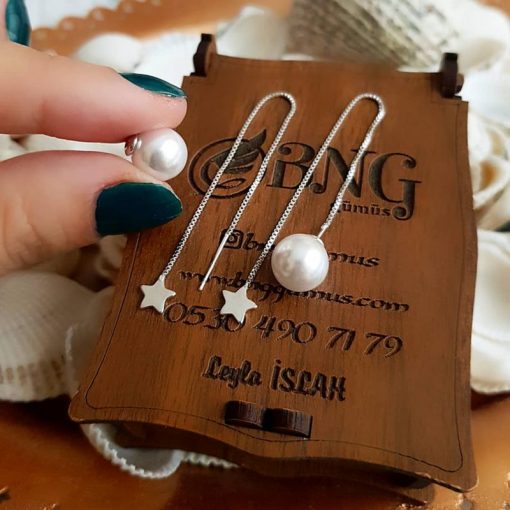 BNG
gümüş
www.bnggumus.com
0530 490 71 79
Leyla İSLAH